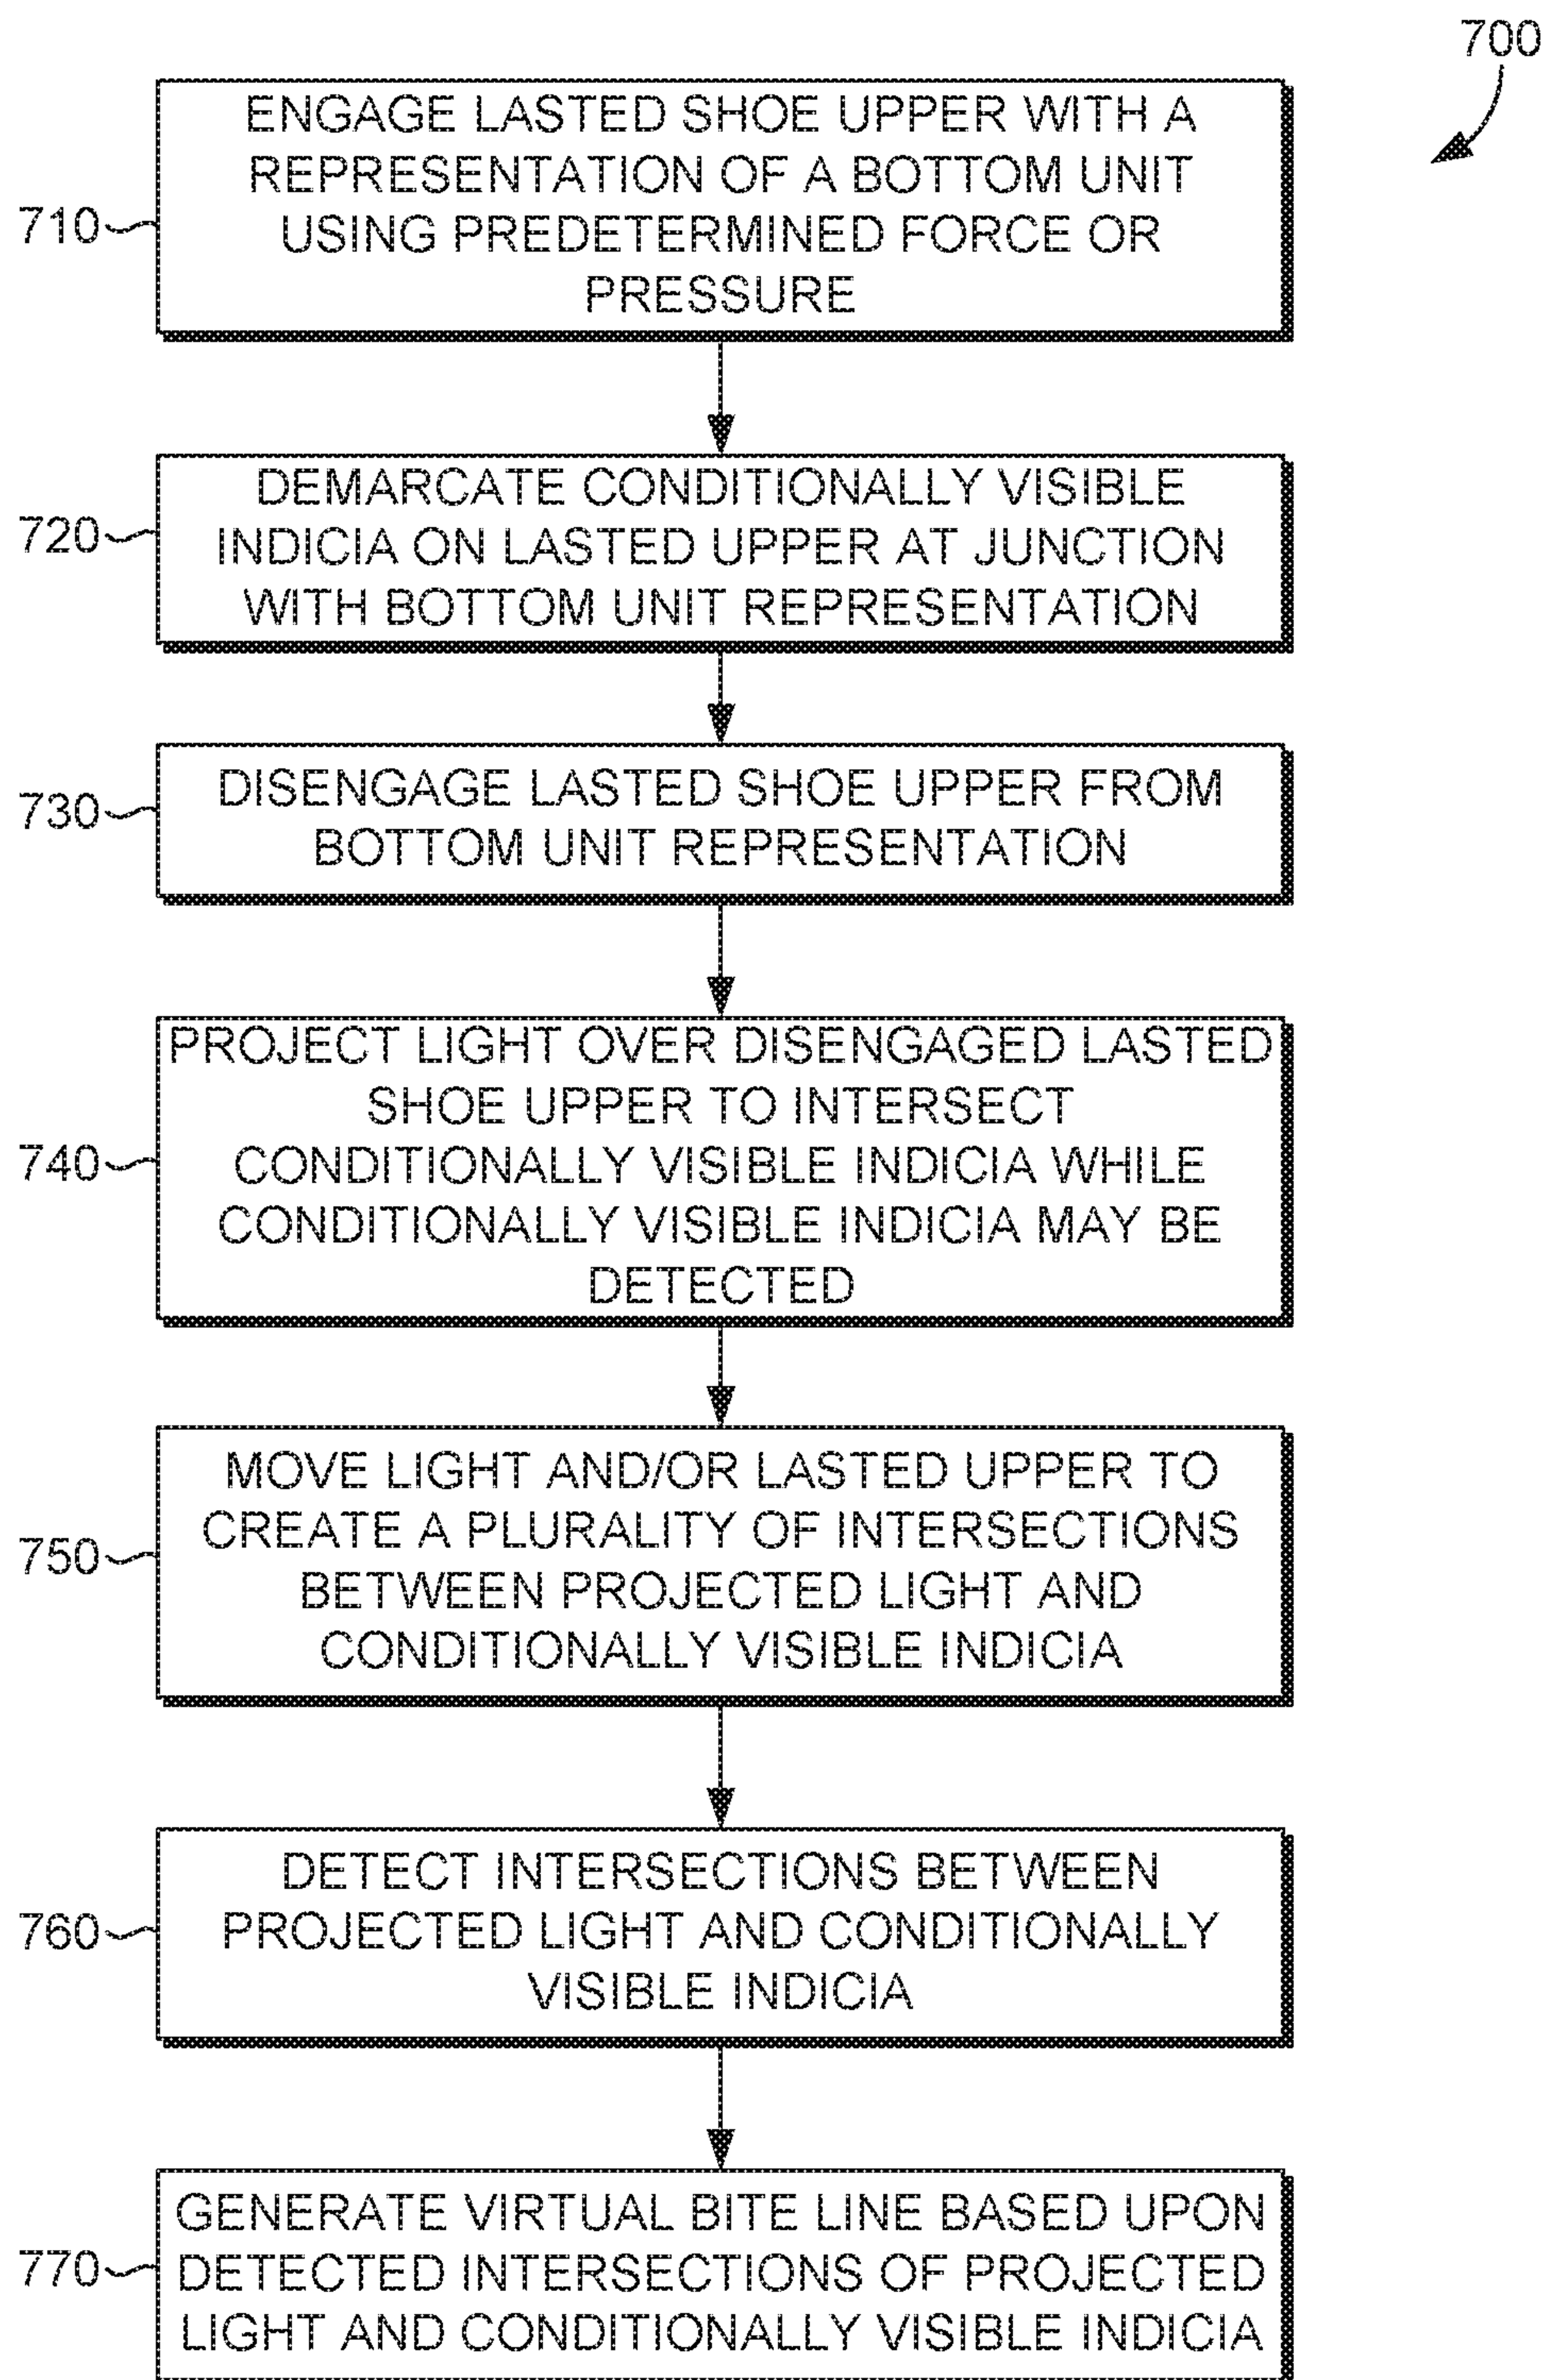 700
ENGAGE LASTED SHOE UPPER WITH A
REPRESENTATION OF A BOTTOM UNIT
USING PREDETERMINED FORCE OR
PRESSURE
710
DEMARCATE CONDITIONALLY VISIBLE
INDICIA ON LASTED UPPER AT JUNCTION
WITH BOTTOM UNIT REPRESENTATION
720
DISENGAGE LASTED SHOE UPPER FROM
BOTTOM UNIT REPRESENTATION
730
PROJECT LIGHT OVER DISENGAGED LASTED
SHOE UPPER TO INTERSECT
CONDITIONALLY VISIBLE INDICIA WHILE
CONDITIONALLY VISIBLE INDICIA MAY BE
DETECTED
740
MOVE LIGHT AND/OR LASTED UPPER TO
CREATE A PLURALITY OF INTERSECTIONS
BETWEEN PROJECTED LIGHT AND
CONDITIONALLY VISIBLE INDICIA
750
DETECT INTERSECTIONS BETWEEN
PROJECTED LIGHT AND CONDITIONALLY
VISIBLE INDICIA
760
GENERATE VIRTUAL BITE LINE BASED UPON
DETECTED INTERSECTIONS OF PROJECTED
LIGHT AND CONDITIONALLY VISIBLE INDICIA
770